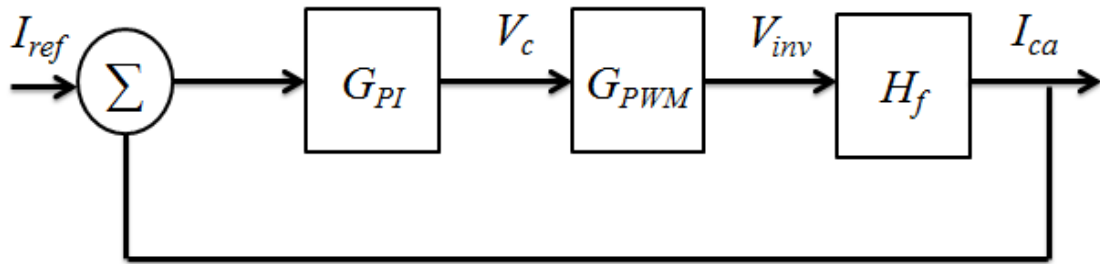 I_ref
∑
G_PI
V_c
G_PWM
V_inv
H_f
I_ca